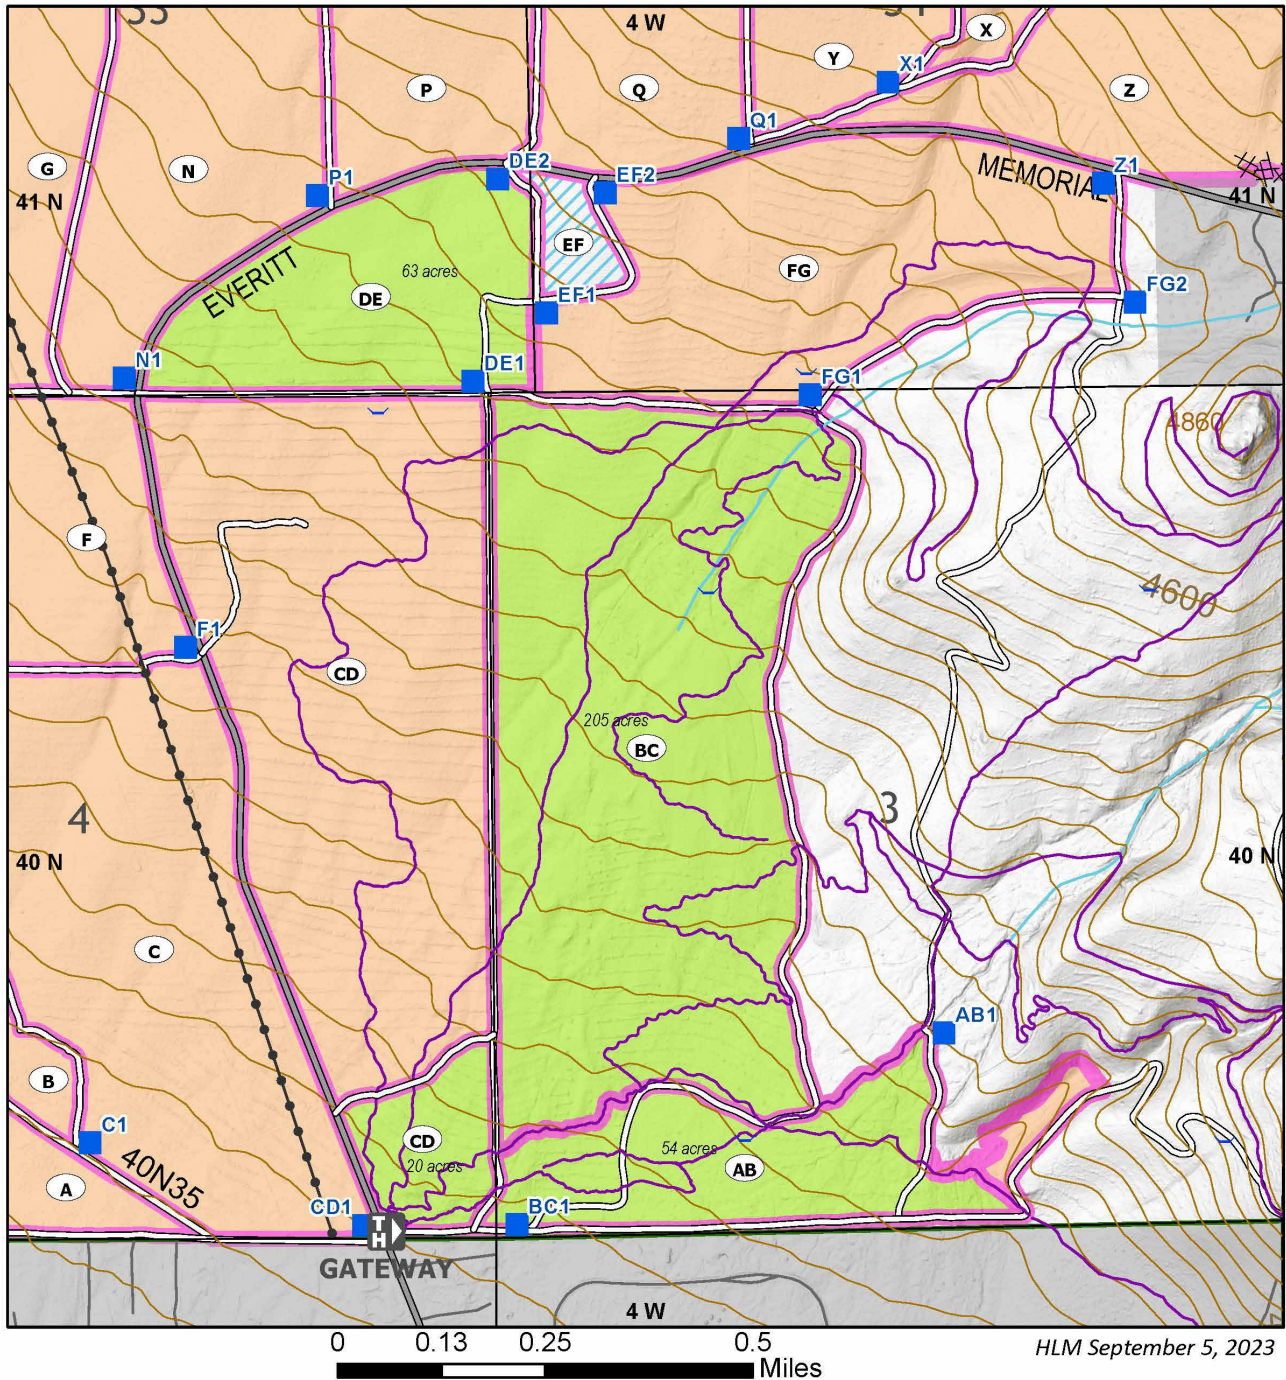 33
4 W
X
Y
X1
P
Q
Z
Q1
G
N
DE2
EF2
Z1
P1
MEMORIAL
41 N
41 N
EF
EVERITT
63 acres
FG
DE
FG2
EF1
N1
DE1
FG1
4860
F
4600
F1
CD
205 acres
BC
4
3
40 N
40 N
C
AB1
B
C1
CD
40N35
20 acres
54 acres
AB
A
CD1
BC1
TH
GATEWAY
4 W
0 0.13 0.25 0.5
Miles
HLM September 5, 2023